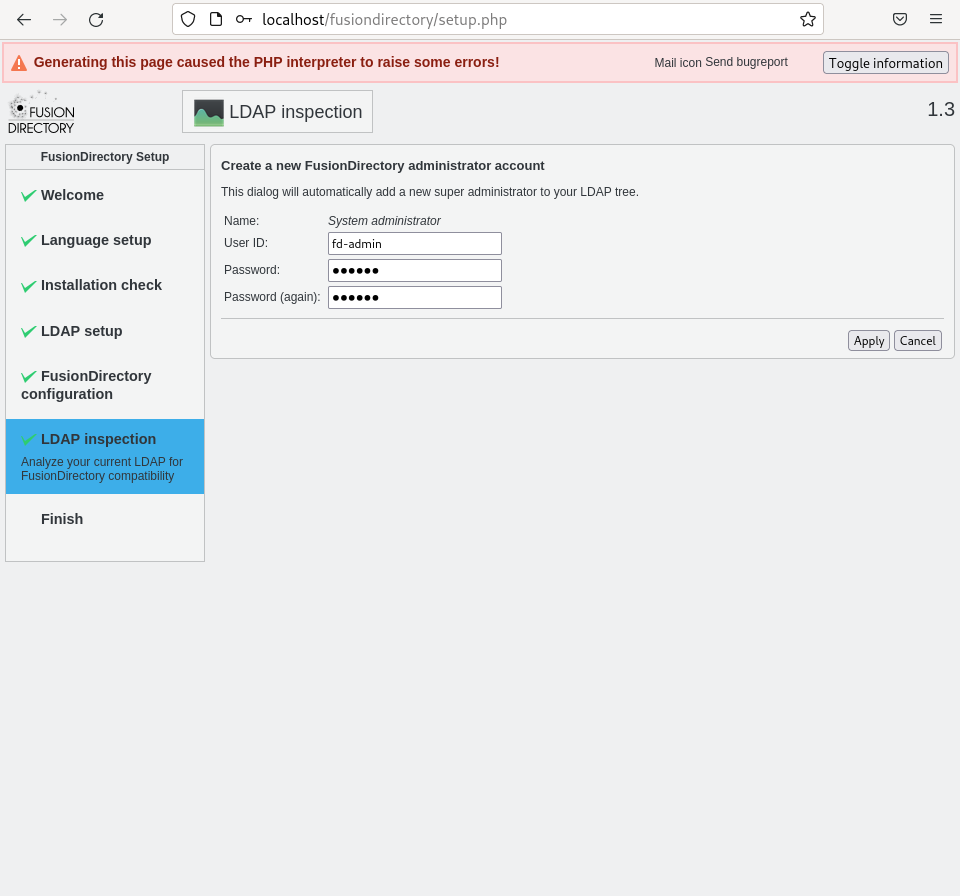 localhost/fusiondirectory/setup.php
Generating this page caused the PHP interpreter to raise some errors!
Mail icon Send bugreport
Toggle information
FUSION
DIRECTORY
LDAP inspection
1.3
FusionDirectory Setup
Welcome
Language setup
Installation check
LDAP setup
FusionDirectory
configuration
LDAP inspection
Analyze your current LDAP for
FusionDirectory compatibility
Finish
Create a new FusionDirectory administrator account
This dialog will automatically add a new super administrator to your LDAP tree.
Name: System administrator
User ID: fd-admin
Password: ●●●●●●
Password (again): ●●●●●●
Apply Cancel